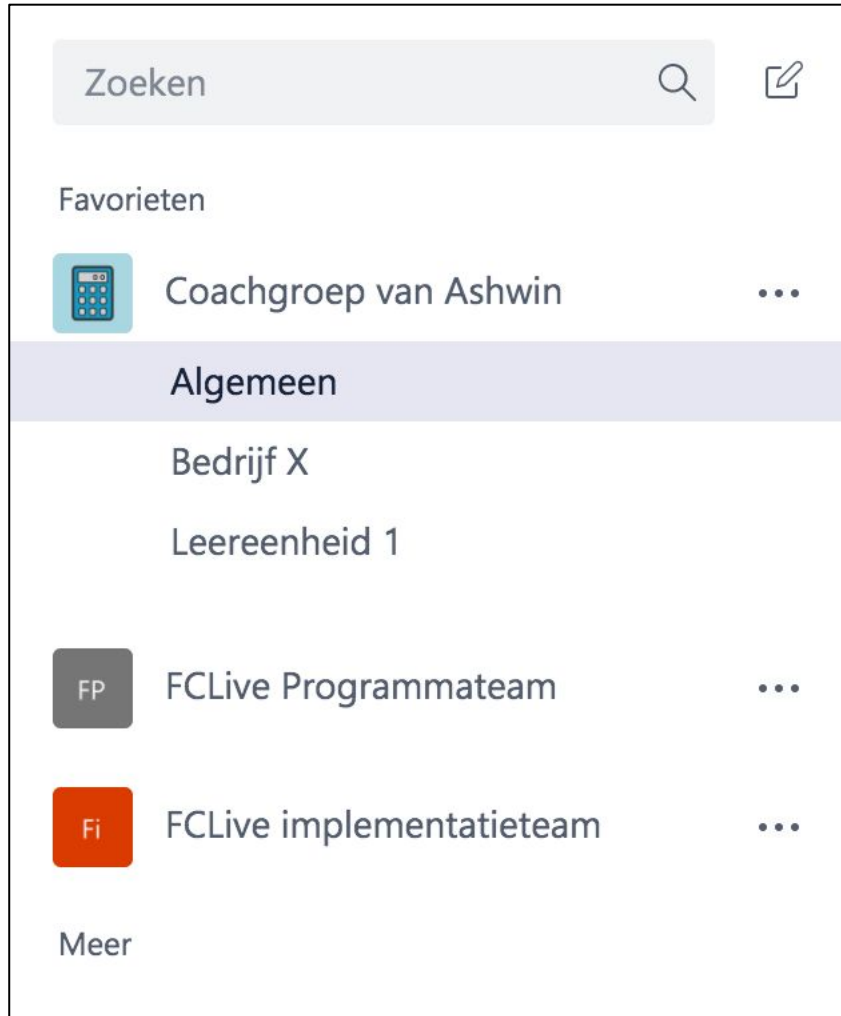 Zoeken
Favorieten
Coachgroep van Ashwin
Algemeen
Bedrijf X
Leereenheid 1
FP FCLive Programmateam
Fi FCLive implementatieteam
Meer